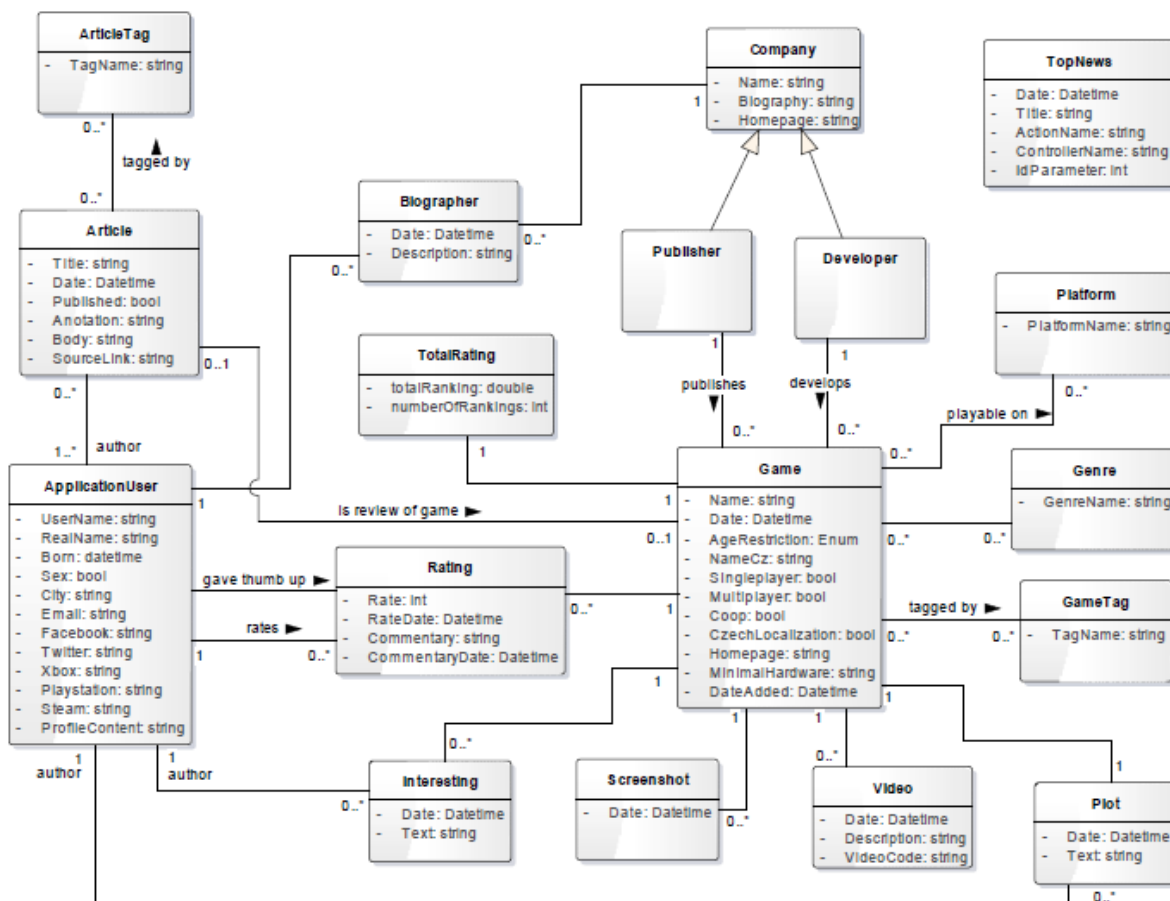 ArticleTag
- TagName: string
0..*
tagged by
0..*
Article
- Title: string
- Date: Datetime
- Published: bool
- Anotation: string
- Body: string
- SourceLink: string
0..1
0..*
1..*
author
ApplicationUser
- UserName: string
- RealName: string
- Born: datetime
- Sex: bool
- City: string
- Email: string
- Facebook: string
- Twitter: string
- Xbox: string
- Playstation: string
- Steam: string
- ProfileContent: string
1
1
1
author
1
author
Company
- Name: string
- Biography: string
- Homepage: string
1
Biographer
- Date: Datetime
- Description: string
0..*
0..*
TopNews
- Date: Datetime
- Title: string
- ActionName: string
- ControllerName: string
- IdParameter: int
Publisher
1
publishes
0..*
Developer
1
develops
0..*
Platform
- PlatformName: string
0..*
playable on
0..*
TotalRating
- totalRanking: double
- numberOfRankings: int
1
1
is review of game
0..1
Game
- Name: string
- Date: Datetime
- AgeRestriction: Enum
- NameCz: string
- Singleplayer: bool
- Multiplayer: bool
- Coop: bool
- CzechLocalization: bool
- Homepage: string
- MinimalHardware: string
- DateAdded: Datetime
Genre
- GenreName: string
0..*
0..*
gave thumb up
rates
0..*
Rating
- Rate: int
- RateDate: Datetime
- Commentary: string
- CommentaryDate: Datetime
0..*
1
tagged by
0..*
0..*
GameTag
- TagName: string
1
0..*
0..*
Interesting
- Date: Datetime
- Text: string
1
Screenshot
- Date: Datetime
0..*
1
0..*
Video
- Date: Datetime
- Description: string
- VideoCode: string
1
1
Plot
- Date: Datetime
- Text: string
0..*